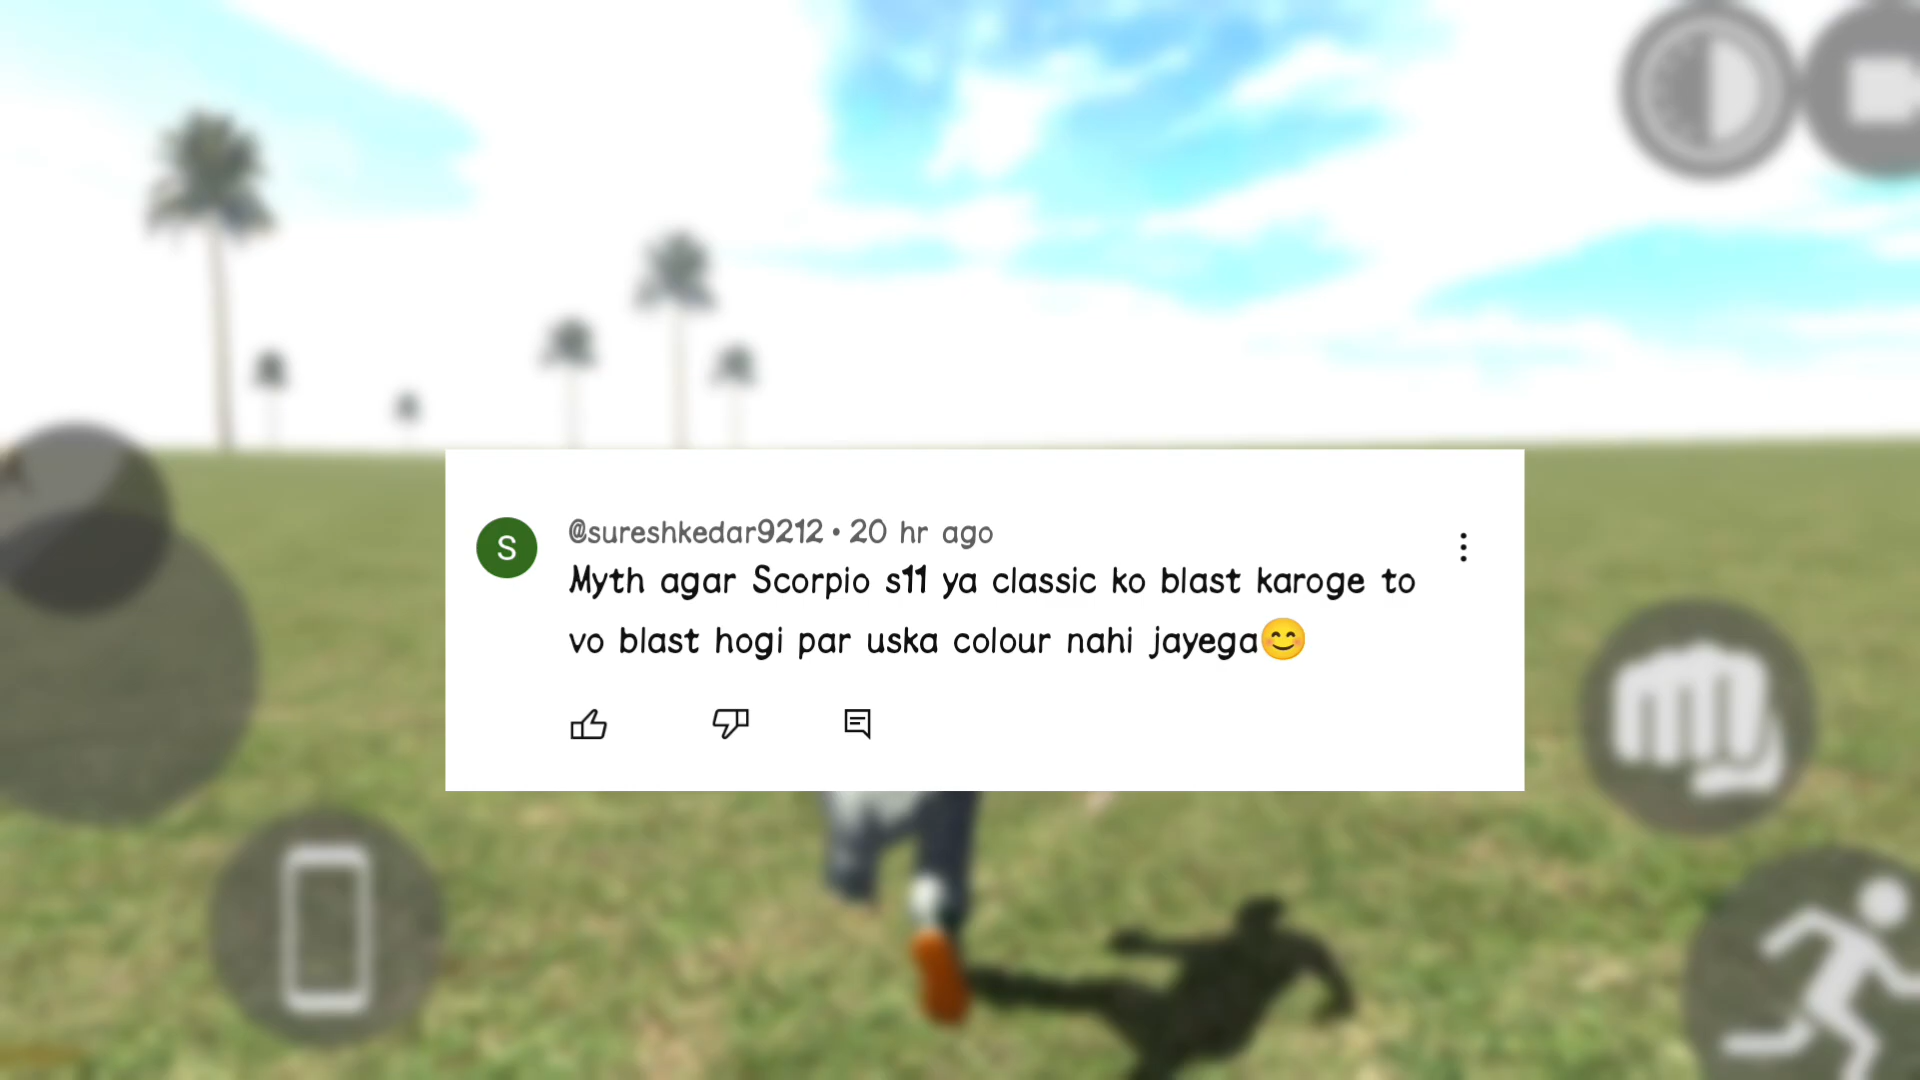 S
@sureshkedar9212 • 20 hr ago
Myth agar Scorpio s11 ya classic ko blast karoge to
vo blast hogi par uska colour nahi jayega😊